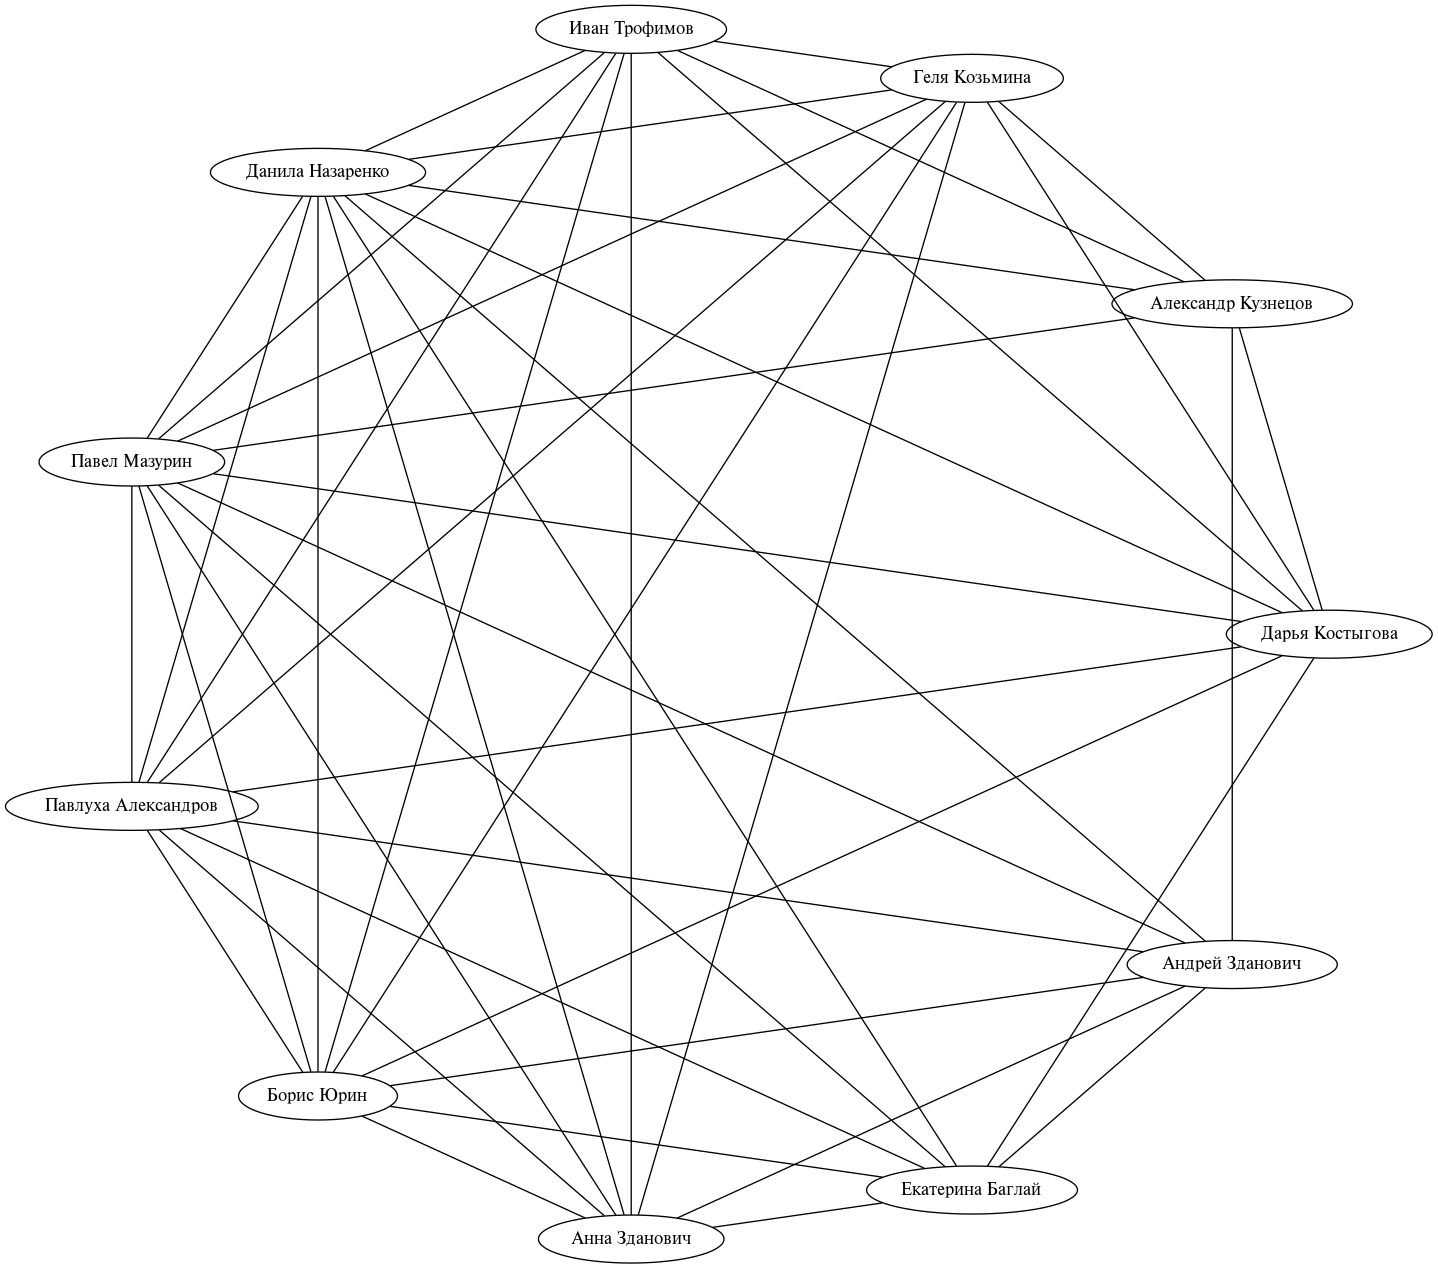 Иван Трофимов
Геля Козьмина
Данила Назаренко
Александр Кузнецов
Павел Мазурин
Дарья Костыгова
Павлуха Александров
Андрей Зданович
Борис Юрин
Екатерина Баглай
Анна Зданович